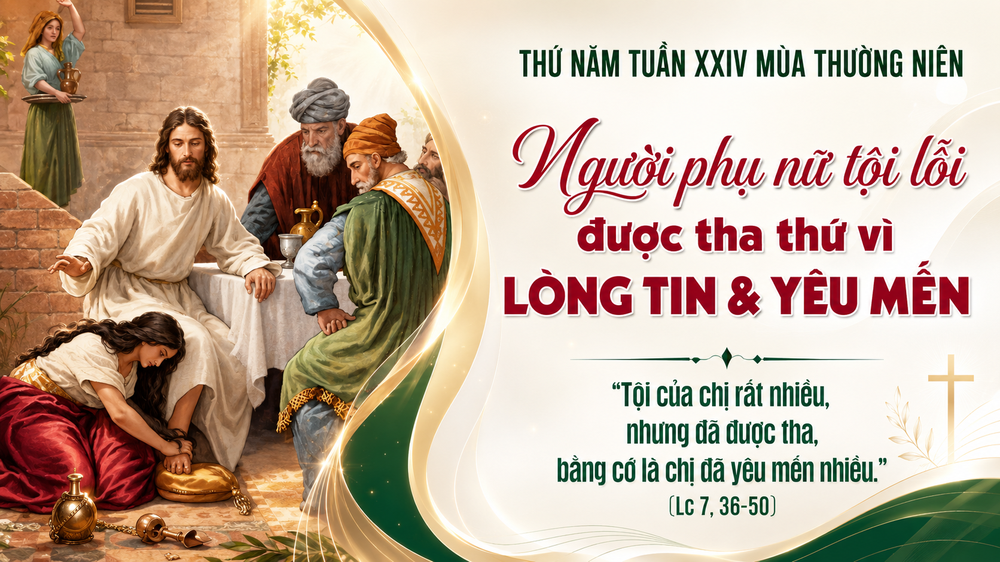 THỨ NĂM TUẦN XXIV MÙA THƯỜNG NIÊN
Người phụ nữ tội lỗi
được tha thứ vì
LÒNG TIN & YÊU MẾN
“Tội của chị rất nhiều,
nhưng đã được tha,
bằng cớ là chị đã yêu mến nhiều.”
(Lc 7, 36-50)